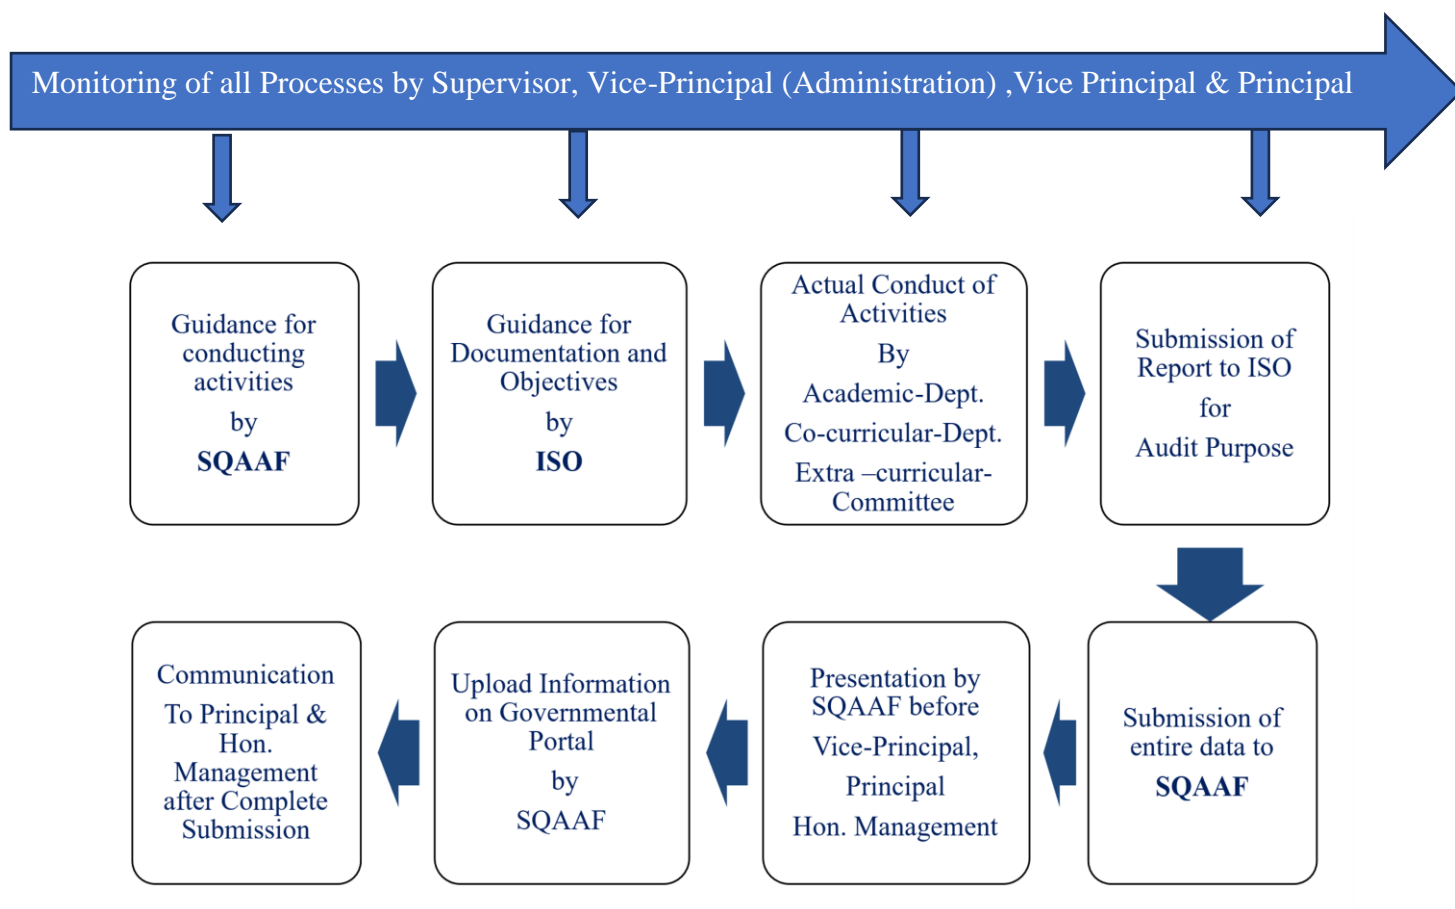 Monitoring of all Processes by Supervisor, Vice-Principal (Administration) ,Vice Principal & Principal
Guidance for
conducting
activities
by
SQAAF
Guidance for
Documentation and
Objectives
by
ISO
Actual Conduct of
Activities
By
Academic-Dept.
Co-curricular-Dept.
Extra –curricular-
Committee
Submission of
Report to ISO
for
Audit Purpose
Submission of
entire data to
SQAAF
Presentation by
SQAAF before
Vice-Principal,
Principal
Hon. Management
Upload Information
on Governmental
Portal
by
SQAAF
Communication
To Principal &
Hon.
Management
after Complete
Submission